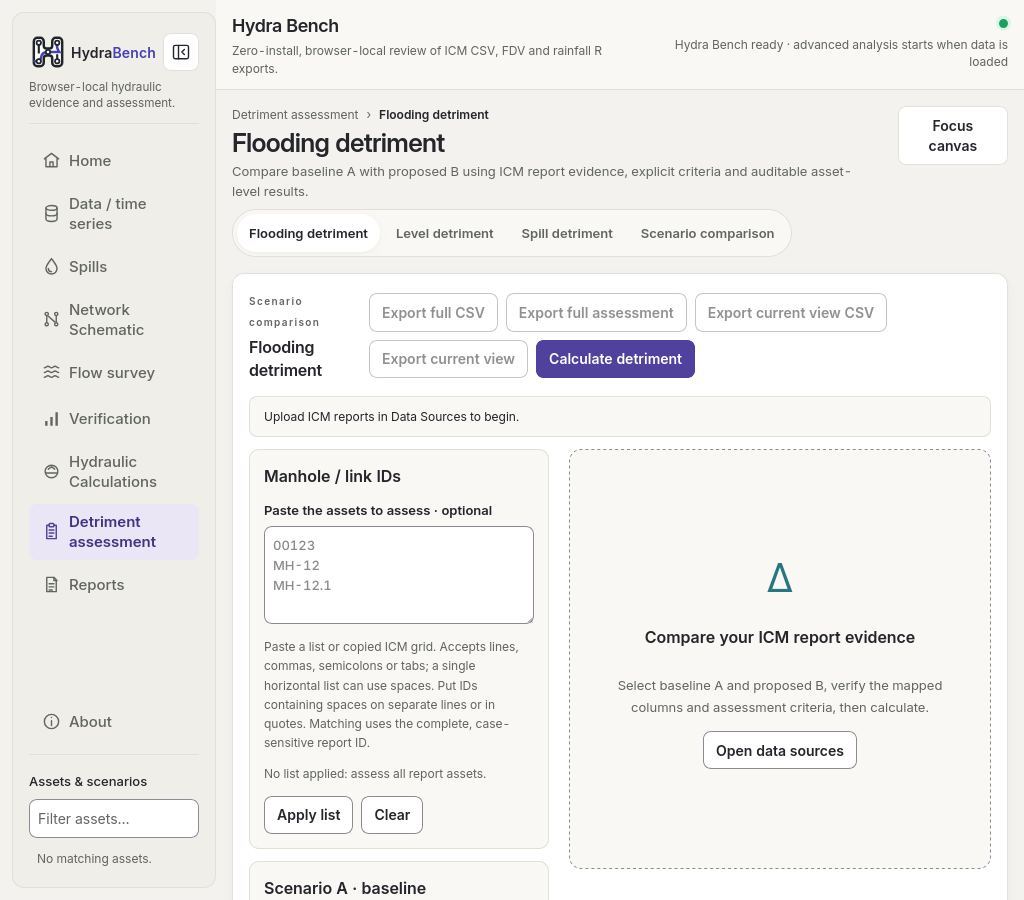 HydraBench
Browser-local hydraulic
evidence and assessment.
Home
Data / time
series
Spills
Network
Schematic
Flow survey
Verification
Hydraulic
Calculations
Detriment
assessment
Reports
About
Assets & scenarios
Filter assets...
No matching assets.
Hydra Bench
Zero-install, browser-local review of ICM CSV, FDV and rainfall R
exports.
Hydra Bench ready · advanced analysis starts when data is
loaded
Detriment assessment › Flooding detriment
Flooding detriment
Compare baseline A with proposed B using ICM report evidence, explicit criteria and auditable asset-
level results.
Focus
canvas
Flooding detriment Level detriment Spill detriment Scenario comparison
Scenario
comparison
Flooding
detriment
Export full CSV Export full assessment Export current view CSV
Export current view Calculate detriment
Upload ICM reports in Data Sources to begin.
Manhole / link IDs
Paste the assets to assess · optional
00123
MH-12
MH-12.1
Paste a list or copied ICM grid. Accepts lines,
commas, semicolons or tabs; a single
horizontal list can use spaces. Put IDs
containing spaces on separate lines or in
quotes. Matching uses the complete, case-
sensitive report ID.
No list applied: assess all report assets.
Apply list Clear
Scenario A · baseline
Δ
Compare your ICM report evidence
Select baseline A and proposed B, verify the mapped
columns and assessment criteria, then calculate.
Open data sources